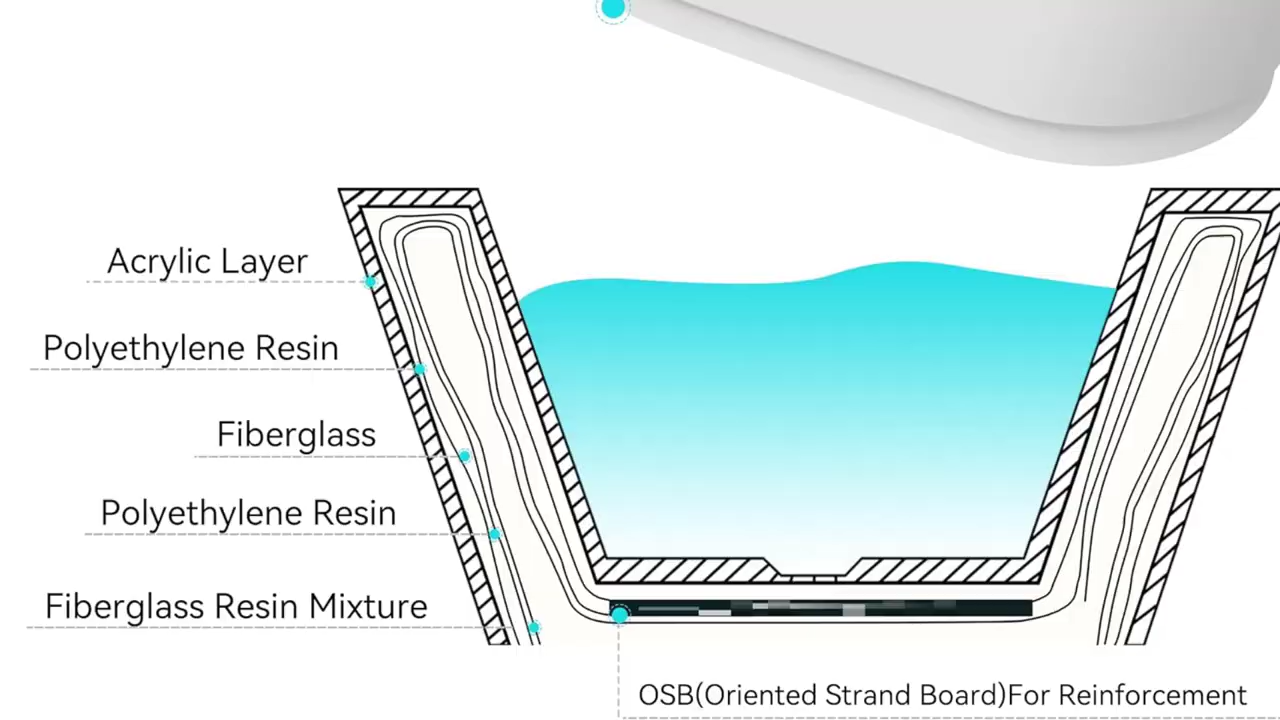 Acrylic Layer
Polyethylene Resin
Fiberglass
Polyethylene Resin
Fiberglass Resin Mixture
OSB(Oriented Strand Board)For Reinforcement